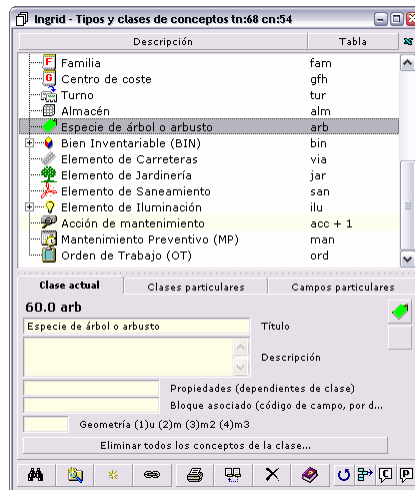 Ingrid - Tipos y clases de conceptos tn:68 cn:54
Descripción Tabla
Familia fam
Centro de coste gfh
Turno tur
Almacén alm
Especie de árbol o arbusto arb
Bien Inventariable (BIN) bin
Elemento de Carreteras via
Elemento de Jardinería jar
Elemento de Saneamiento san
Elemento de Iluminación ilu
Acción de mantenimiento acc + 1
Mantenimiento Preventivo (MP) man
Orden de Trabajo (OT) ord
Clase actual Clases particulares Campos particulares
60.0 arb
Especie de árbol o arbusto Título
Descripción
Propiedades (dependientes de clase)
Bloque asociado (código de campo, por d...
Geometría (1)u (2)m (3)m2 (4)m3
Eliminar todos los conceptos de la clase...
C P